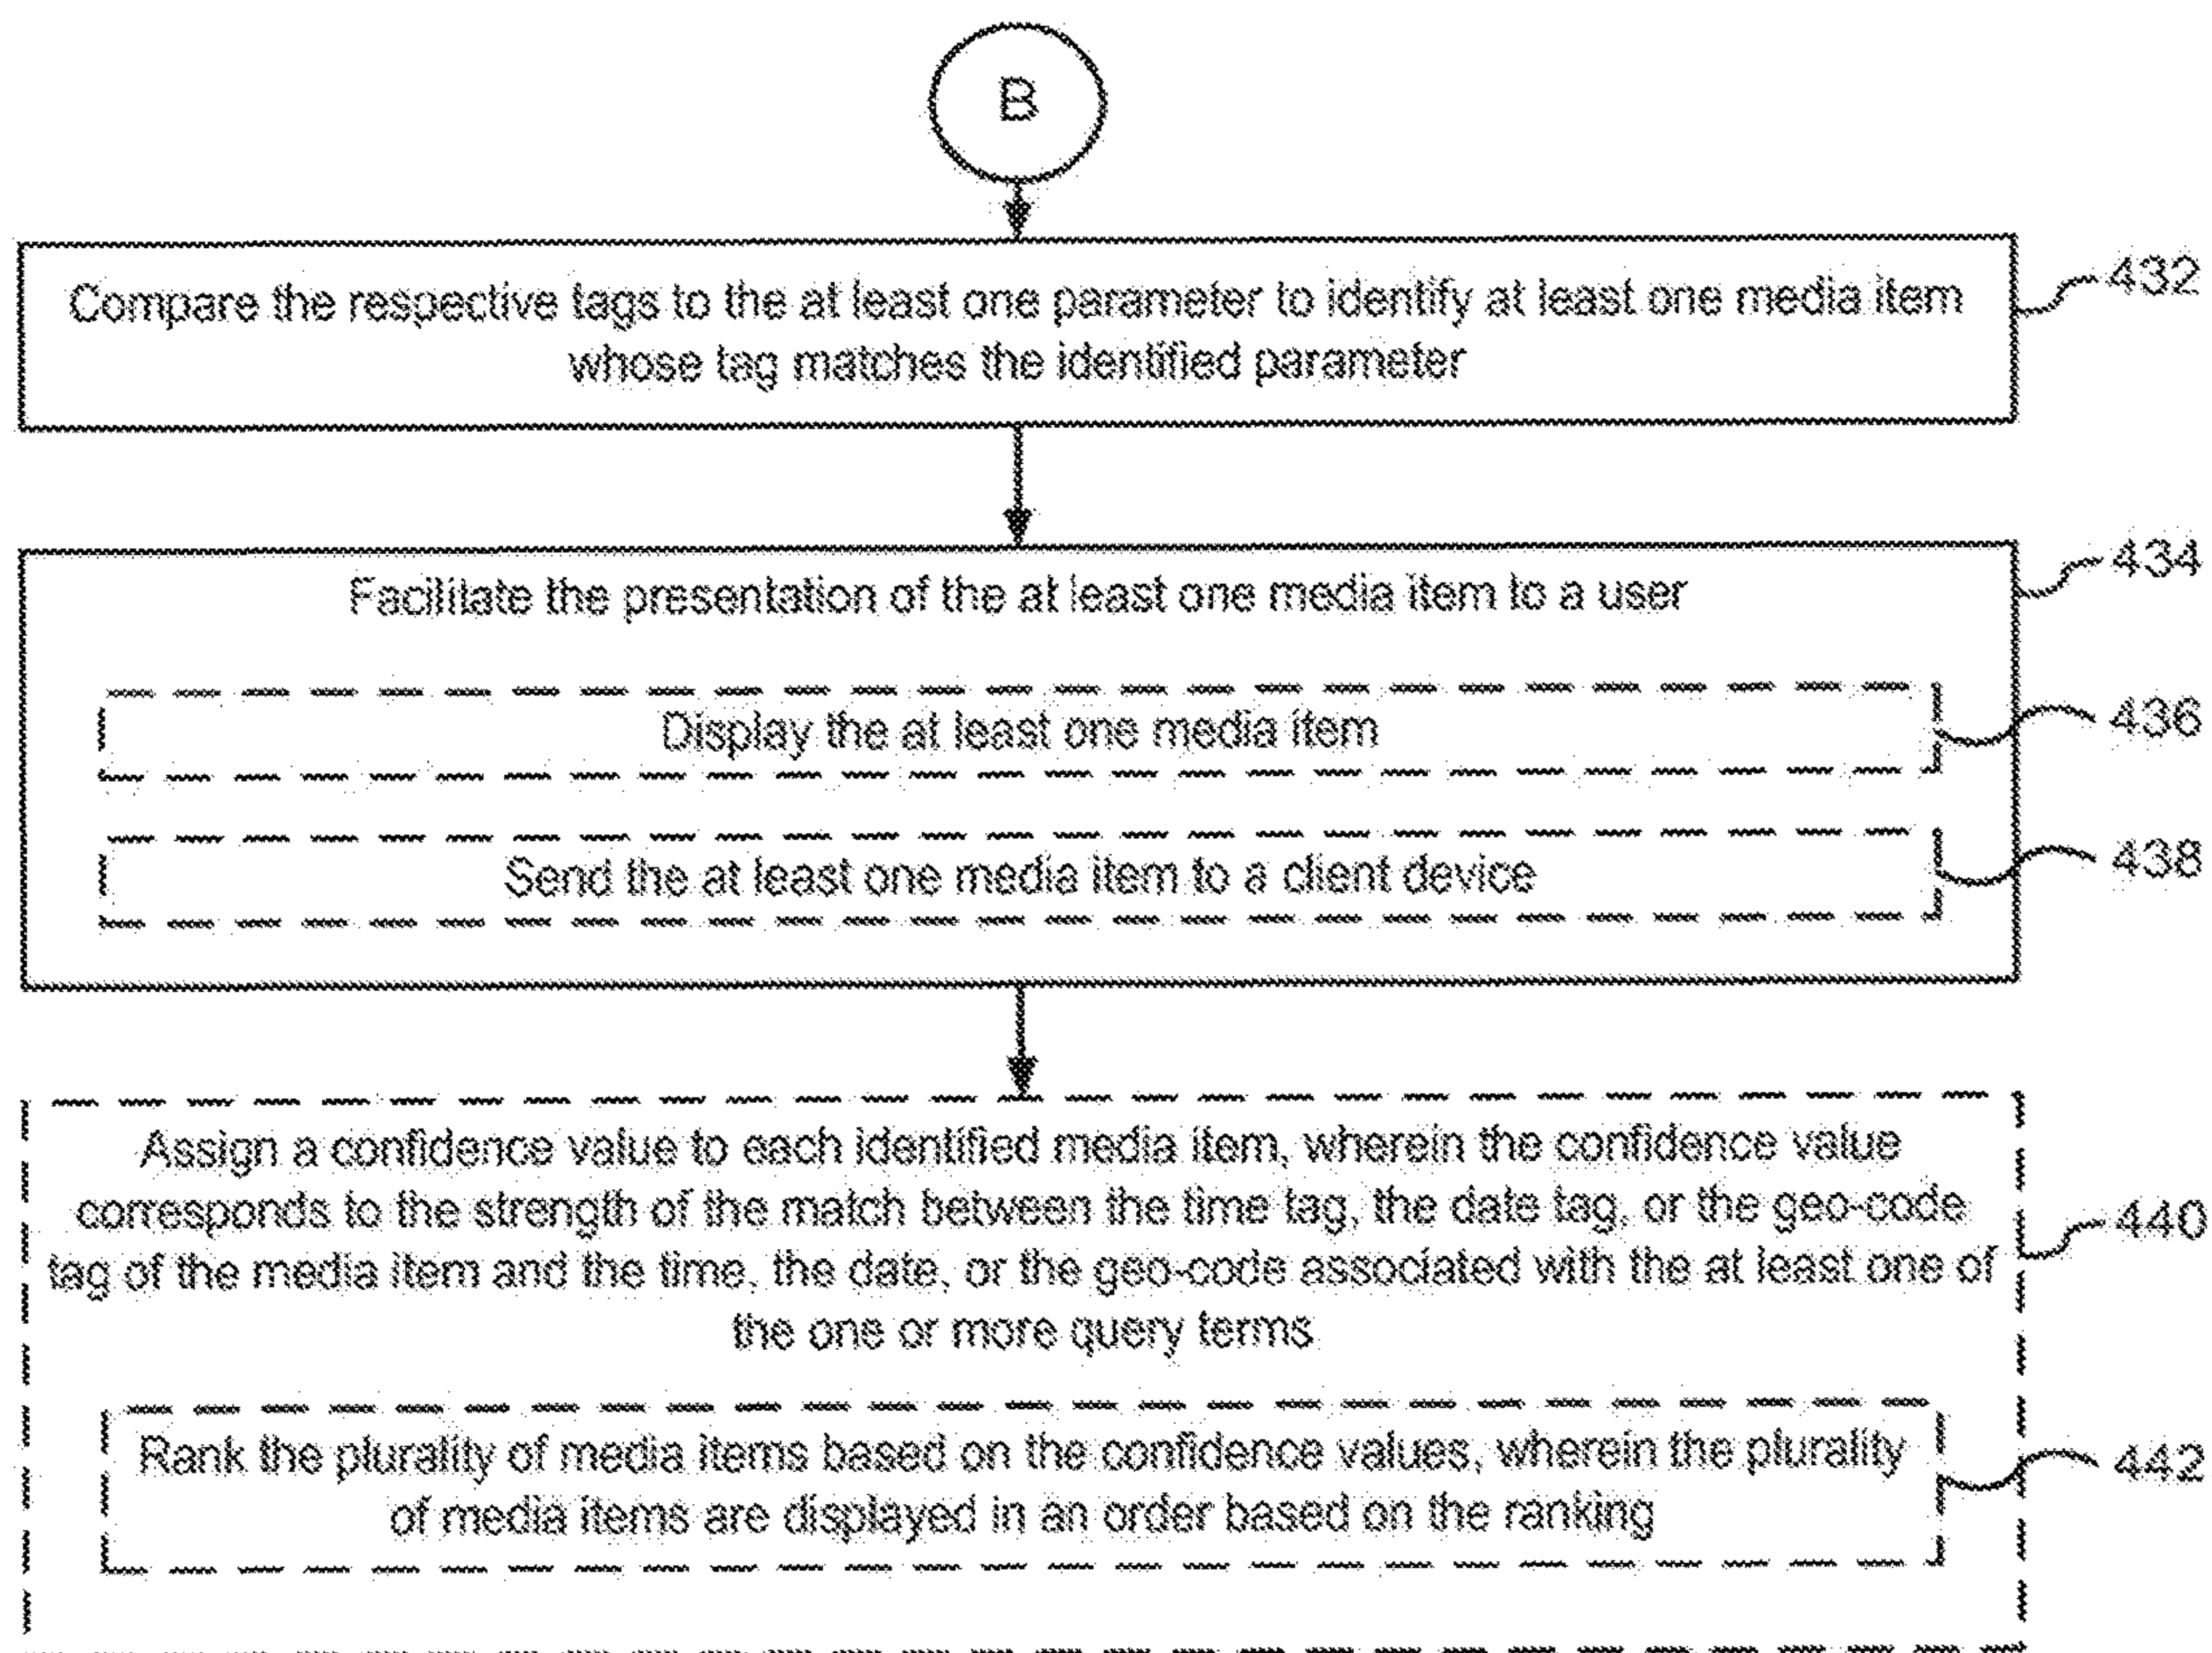 B
Compare the respective tags to the at least one parameter to identify at least one media item
whose tag matches the identified parameter
432
Facilitate the presentation of the at least one media item to a user
434
Display the at least one media item
436
Send the at least one media item to a client device
438
Assign a confidence value to each identified media item, wherein the confidence value
corresponds to the strength of the match between the time tag, the date tag, or the geo-code
tag of the media item and the time, the date, or the geo-code associated with the at least one of
the one or more query terms
440
Rank the plurality of media items based on the confidence values, wherein the plurality
of media items are displayed in an order based on the ranking
442